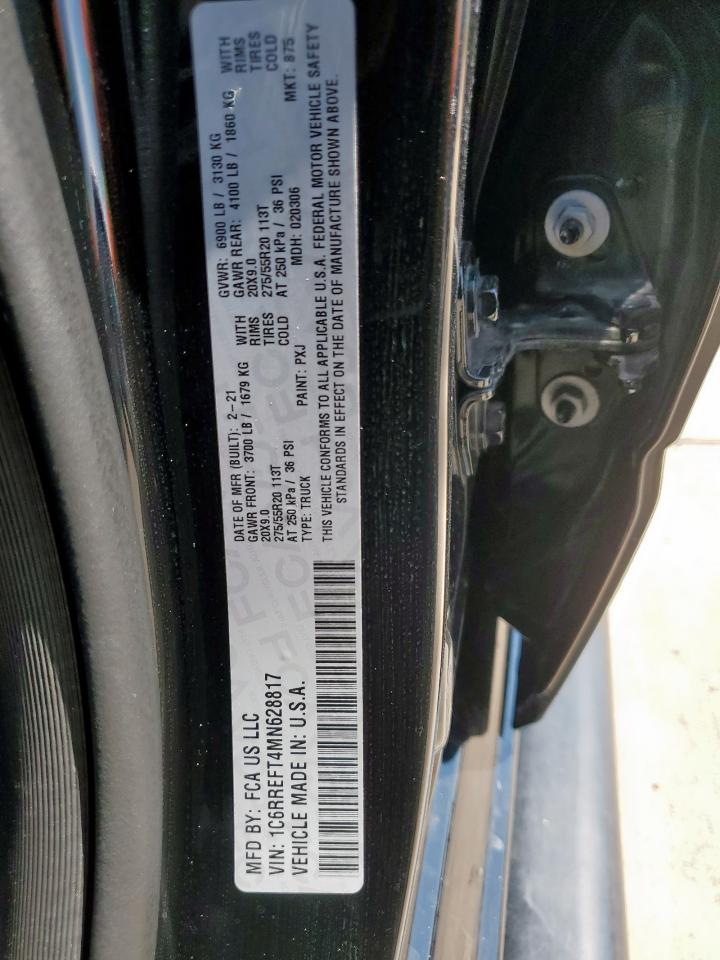 MFD BY: FCA US LLC
VIN: 1C6RREFT4MN628817
VEHICLE MADE IN: U.S.A.
DATE OF MFR (BUILT): 2-21 GVWR: 6900 LB / 3130 KG
GAWR FRONT: 3700 LB / 1679 KG WITH GAWR REAR: 4100 LB / 1860 KG WITH
20X9.0 RIMS 20X9.0 RIMS
275/55R20 113T TIRES 275/55R20 113T TIRES
AT 250 kPa / 36 PSI COLD AT 250 kPa / 36 PSI COLD
TYPE: TRUCK PAINT: PXJ MDH: 020306 MKT: 875
THIS VEHICLE CONFORMS TO ALL APPLICABLE U.S.A. FEDERAL MOTOR VEHICLE SAFETY
STANDARDS IN EFFECT ON THE DATE OF MANUFACTURE SHOWN ABOVE.